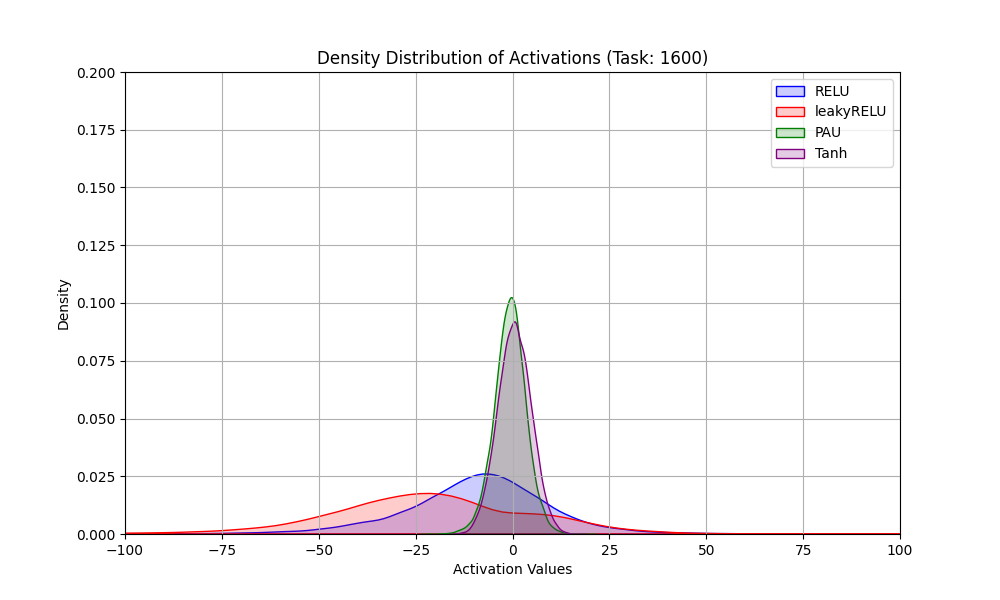 Density Distribution of Activations (Task: 1600)
0.200
0.175
0.150
0.125
0.100
0.075
0.050
0.025
0.000
Density
−100
−75
−50
−25
0
25
50
75
100
Activation Values
RELU
leakyRELU
PAU
Tanh